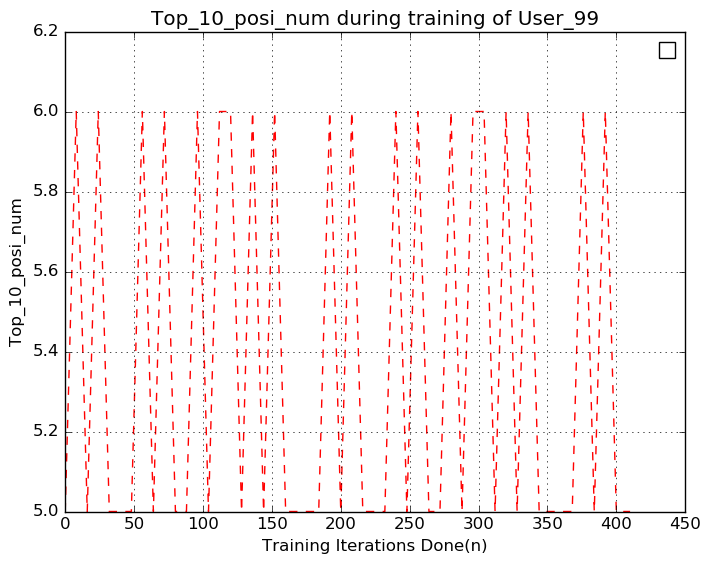 Top_10_posi_num during training of User_99
6.2
6.0
5.8
5.6
5.4
5.2
5.0
Top_10_posi_num
0 50 100 150 200 250 300 350 400 450
Training Iterations Done(n)